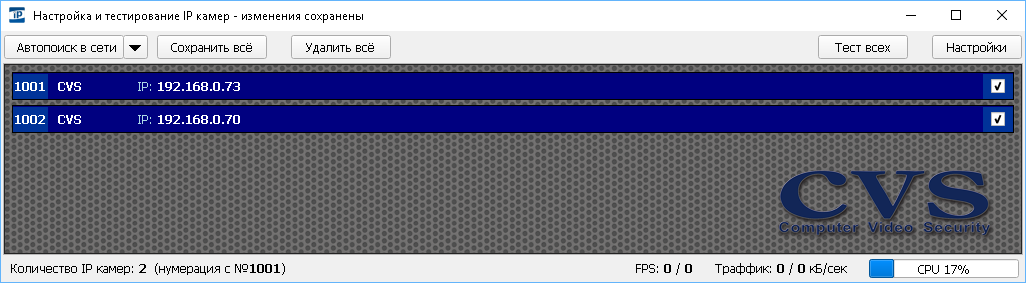 iP Настройка и тестирование IP камер - изменения сохранены
Автопоиск в сети Сохранить всё Удалить всё Тест всех Настройки
1001 CVS IP: 192.168.0.73
1002 CVS IP: 192.168.0.70
CVS
Computer Video Security
Количество IP камер: 2 (нумерация с №1001) FPS: 0 / 0 Траффик: 0 / 0 кБ/сек CPU 17%